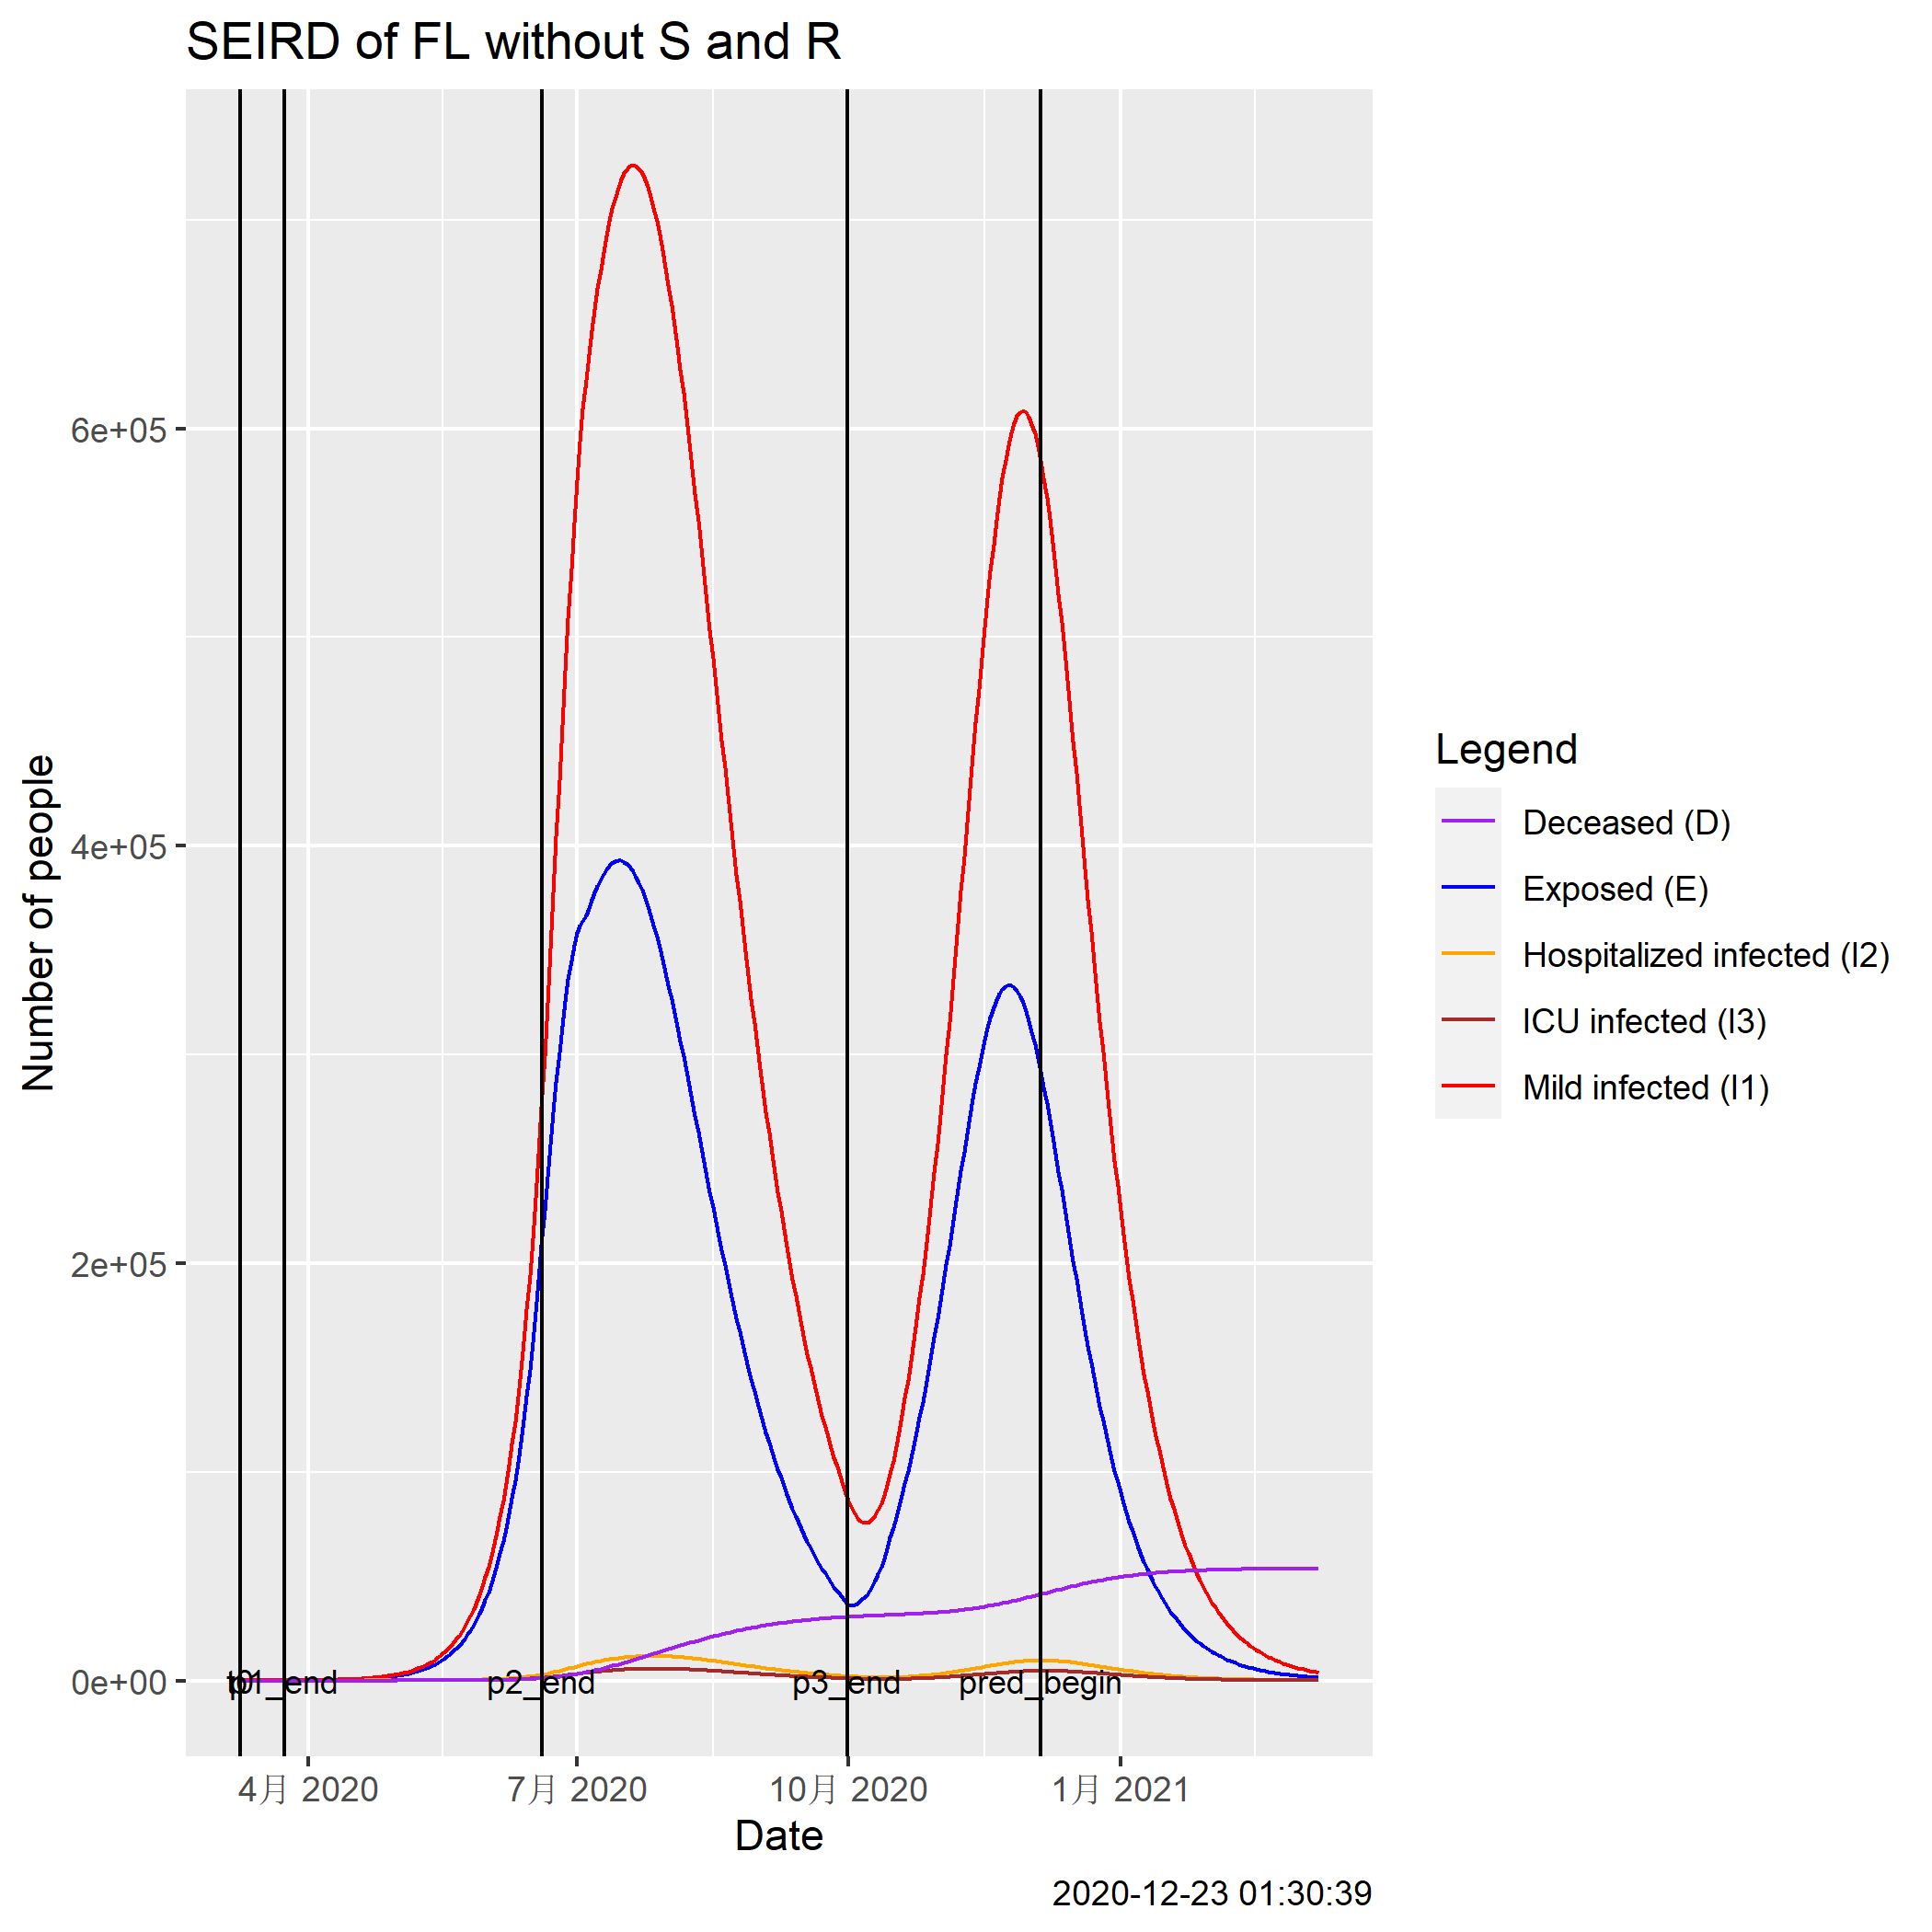 SEIRD of FL without S and R
Number of people
6e+05
4e+05
2e+05
0e+00
p1_end
p2_end
p3_end
pred_begin
4月 2020
7月 2020
10月 2020
1月 2021
Date
Legend
Deceased (D)
Exposed (E)
Hospitalized infected (I2)
ICU infected (I3)
Mild infected (I1)
2020-12-23 01:30:39